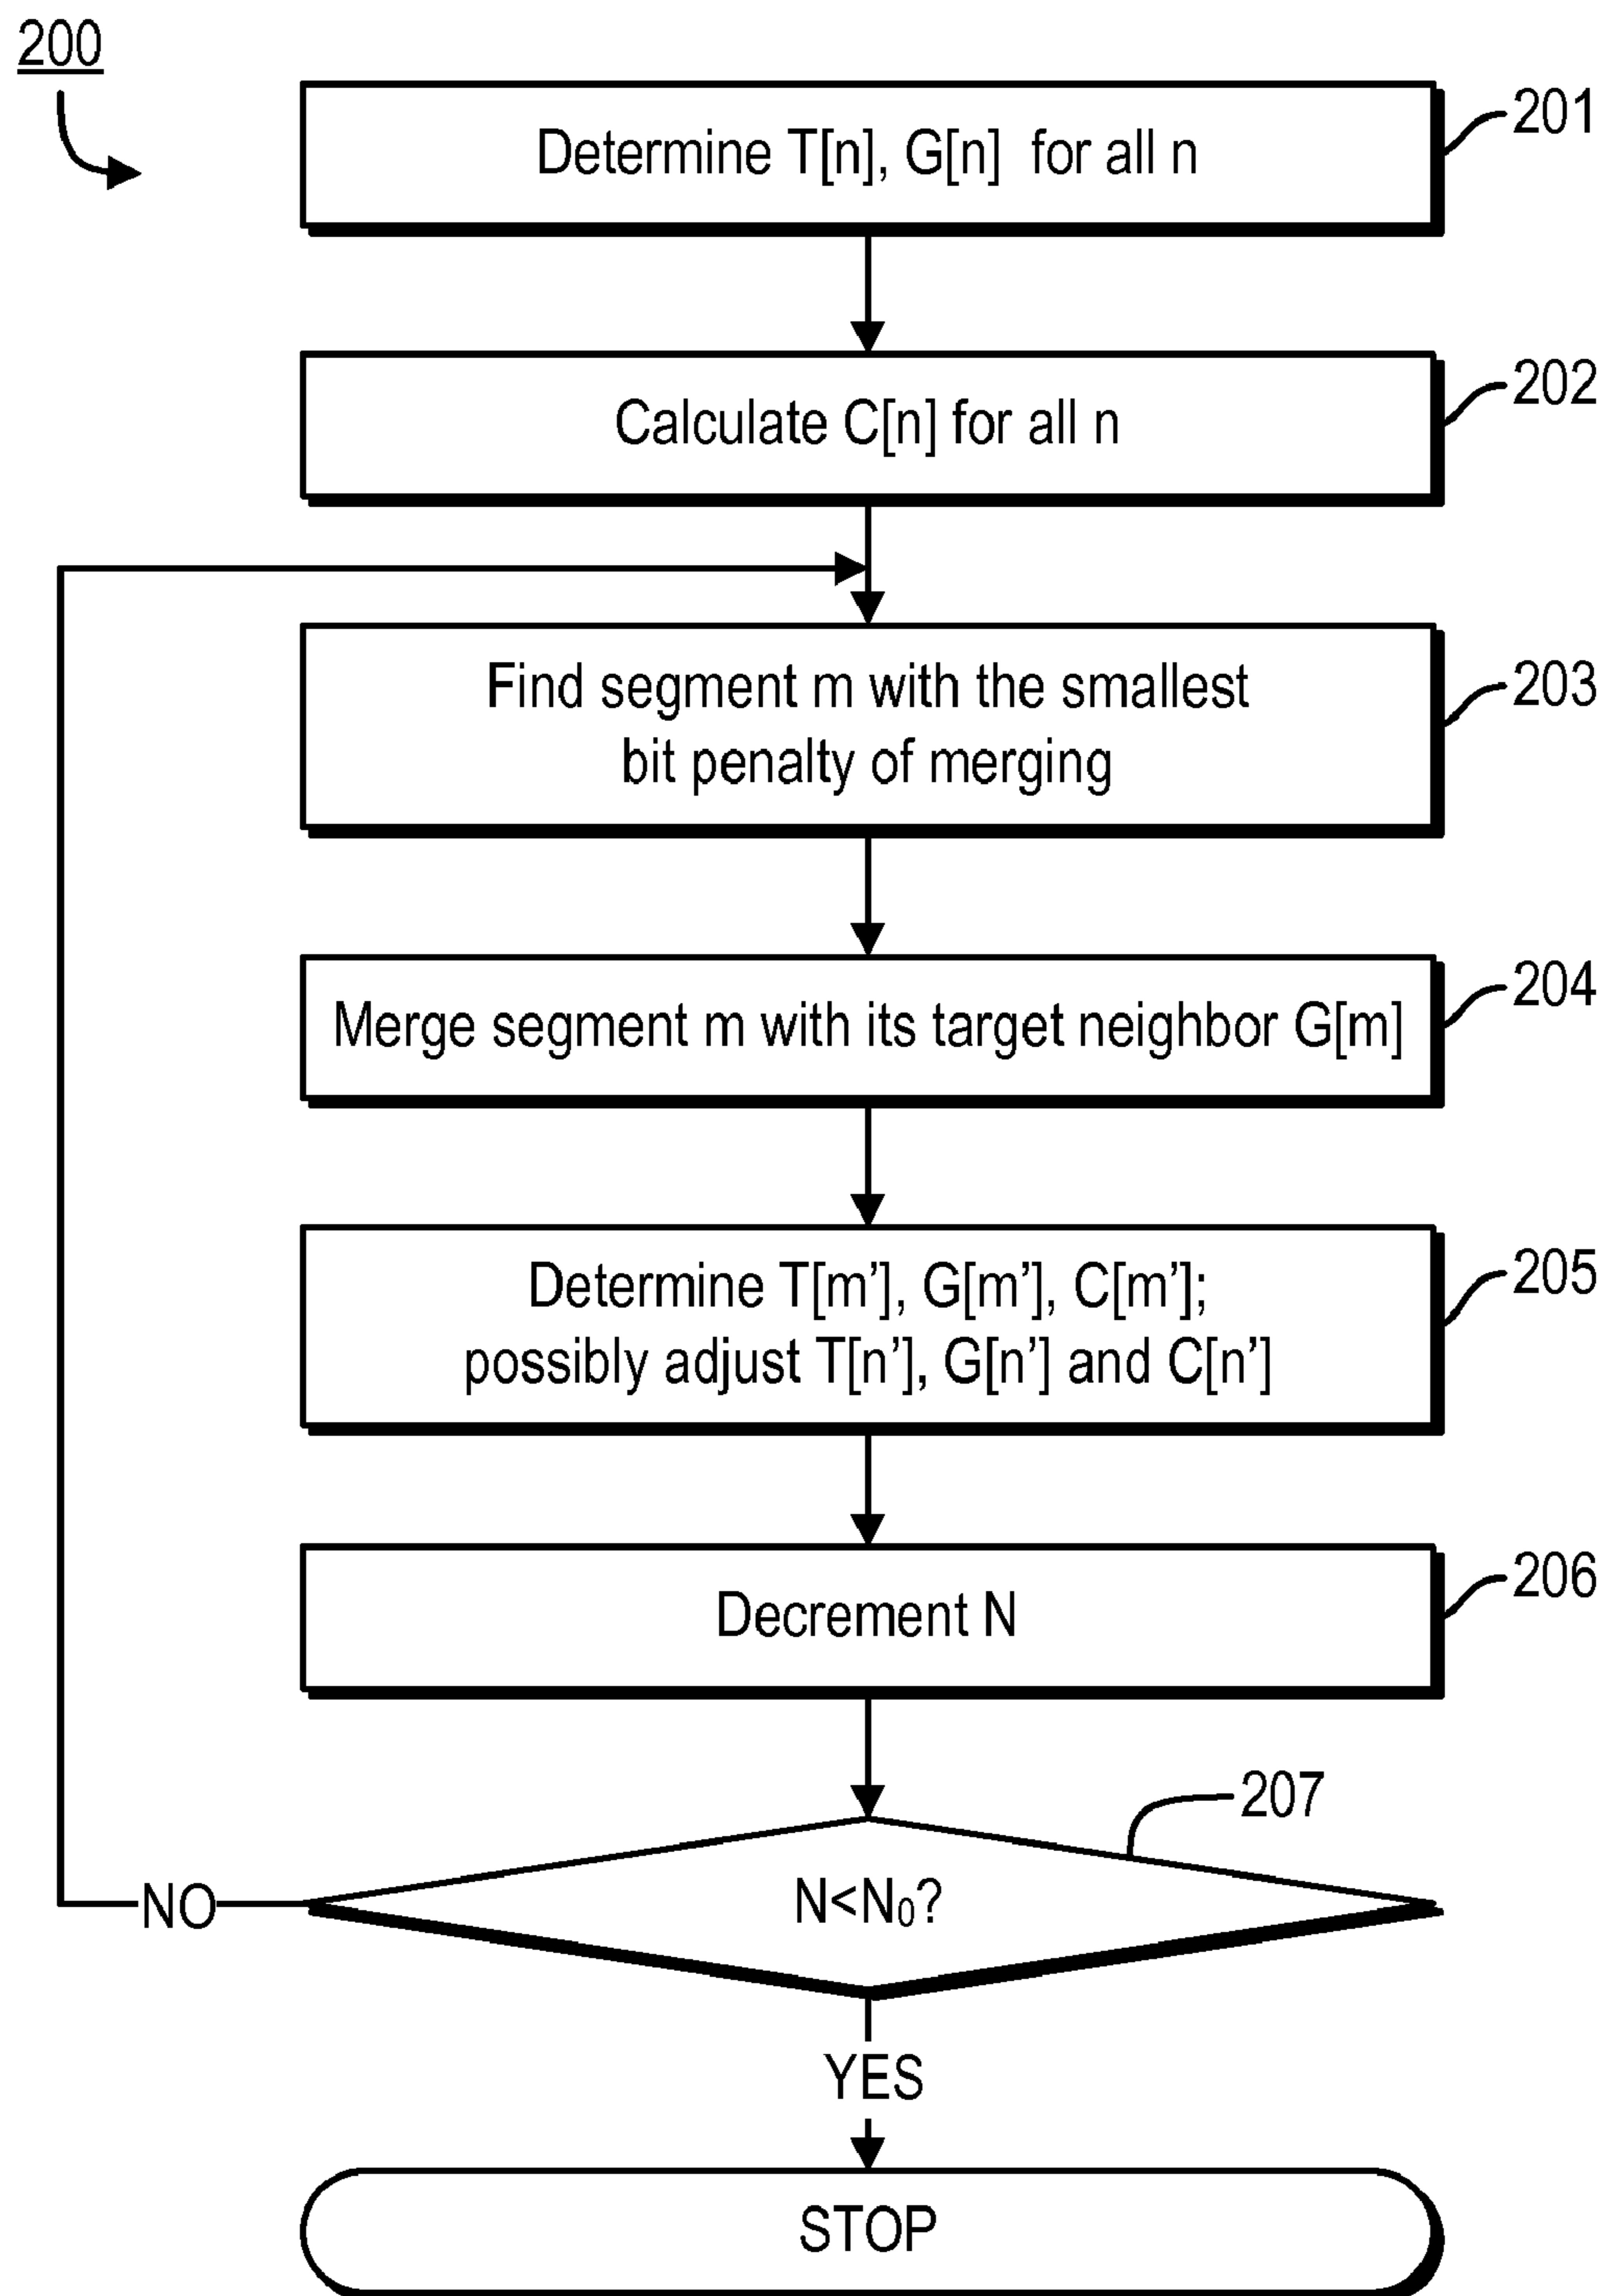 200
Determine T[n], G[n] for all n
201
Calculate C[n] for all n
202
Find segment m with the smallest
bit penalty of merging
203
Merge segment m with its target neighbor G[m]
204
Determine T[m’], G[m’], C[m’];
possibly adjust T[n’], G[n’] and C[n’]
205
Decrement N
206
207
N<N₀?
NO
YES
STOP